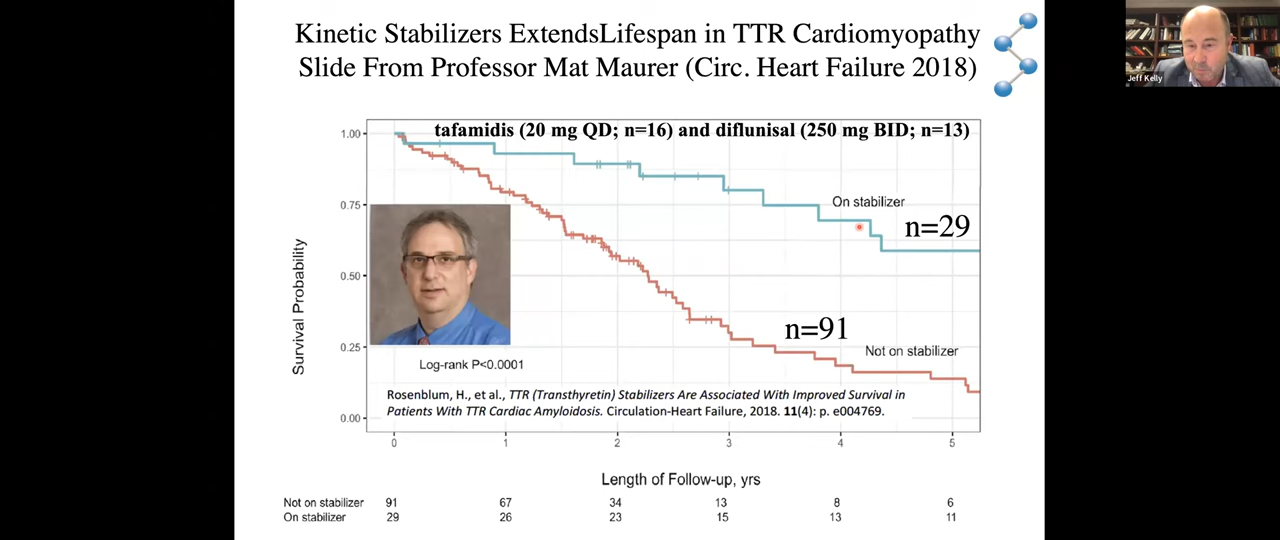 Kinetic Stabilizers ExtendsLifespan in TTR Cardiomyopathy
Slide From Professor Mat Maurer (Circ. Heart Failure 2018)
Jeff Kelly
tafamidis (20 mg QD; n=16) and diflunisal (250 mg BID; n=13)
1.00
0.75
0.50
0.25
0.00
Survival Probability
On stabilizer
n=29
n=91
Not on stabilizer
Log-rank P<0.0001
Rosenblum, H., et al., TTR (Transthyretin) Stabilizers Are Associated With Improved Survival in
Patients With TTR Cardiac Amyloidosis. Circulation-Heart Failure, 2018. 11(4): p. e004769.
0 1 2 3 4 5
Length of Follow-up, yrs
Not on stabilizer 91 67 34 13 8 6
On stabilizer 29 26 23 15 13 11